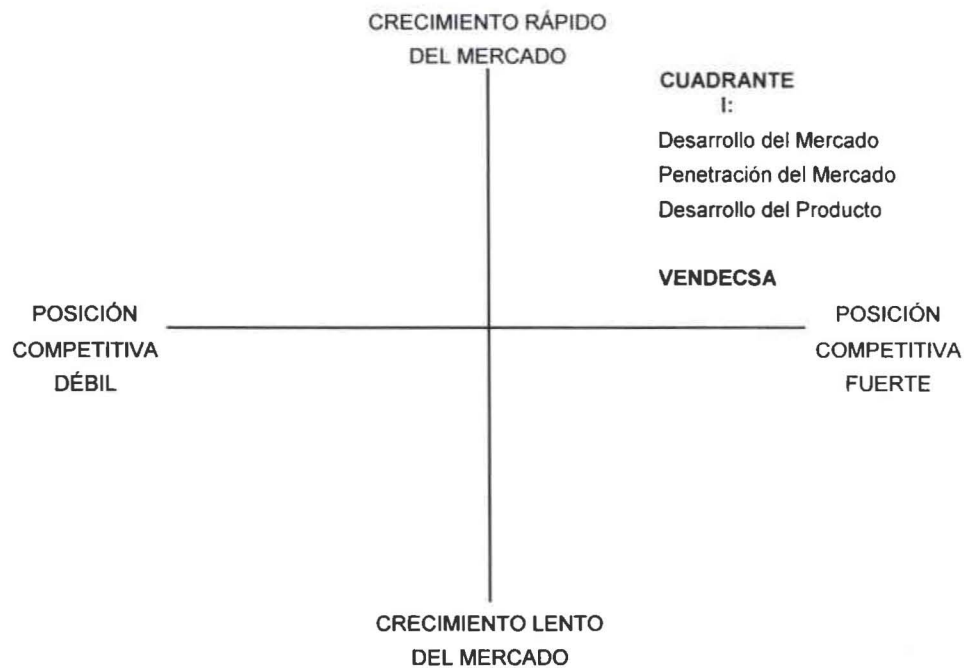 CRECIMIENTO RÁPIDO
DEL MERCADO
CUADRANTE
I:
Desarrollo del Mercado
Penetración del Mercado
Desarrollo del Producto
VENDECSA
POSICIÓN
COMPETITIVA
DÉBIL
POSICIÓN
COMPETITIVA
FUERTE
CRECIMIENTO LENTO
DEL MERCADO